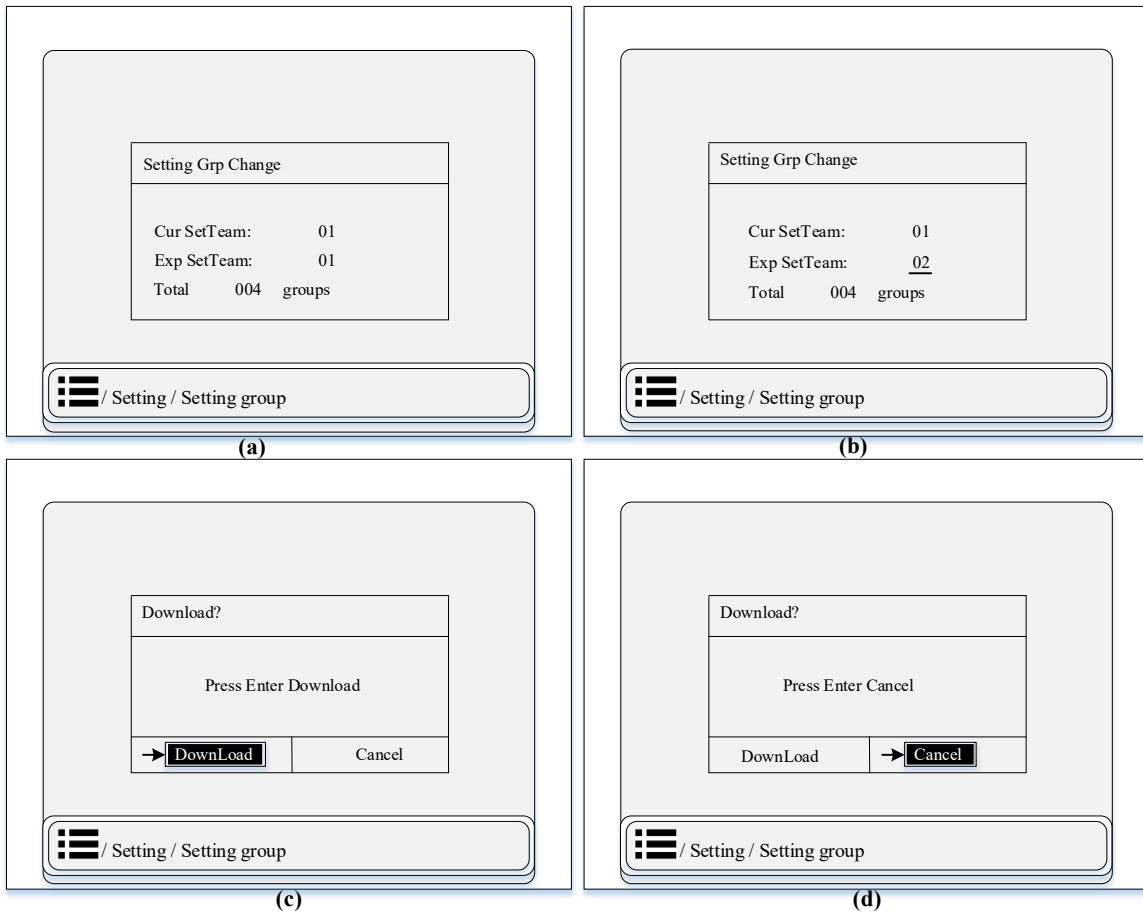 Setting Grp Change
Cur SetTeam: 01
Exp SetTeam: 01
Total 004 groups
/ Setting / Setting group
(a)
Setting Grp Change
Cur SetTeam: 01
Exp SetTeam: 02
Total 004 groups
/ Setting / Setting group
(b)
Download?
Press Enter Download
DownLoad Cancel
/ Setting / Setting group
(c)
Download?
Press Enter Cancel
DownLoad Cancel
/ Setting / Setting group
(d)